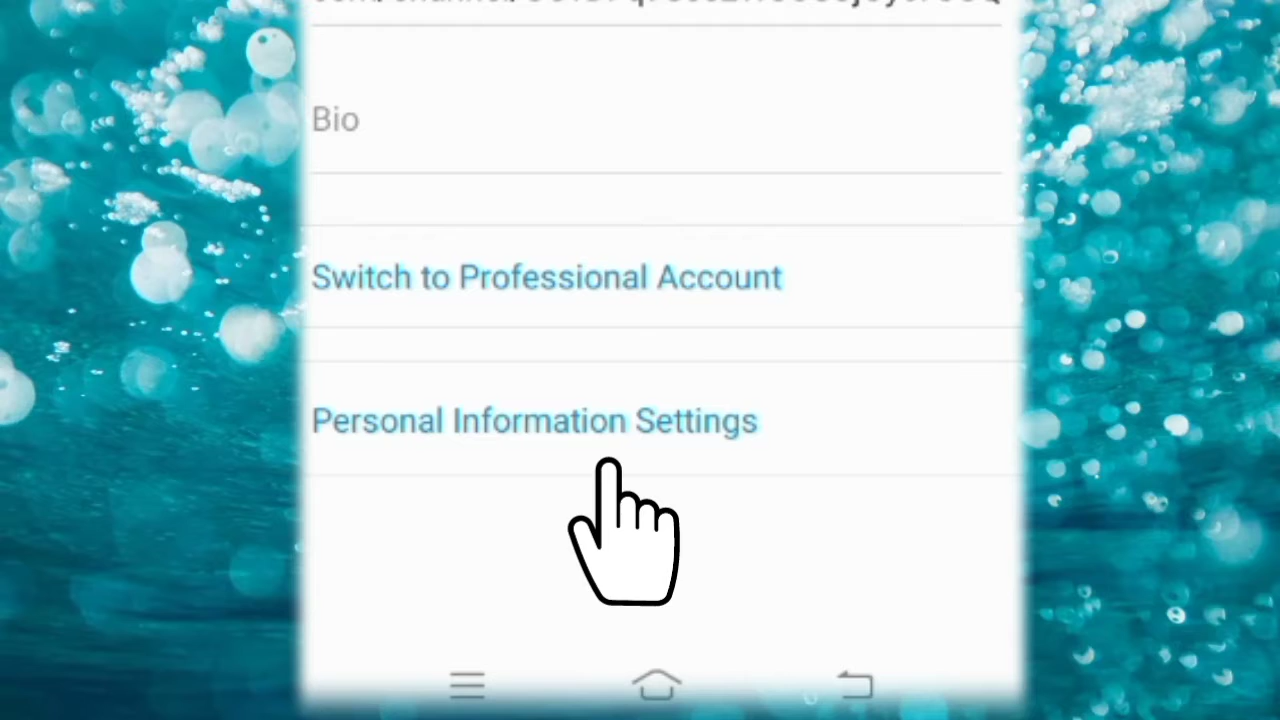 Bio
Switch to Professional Account
Personal Information Settings